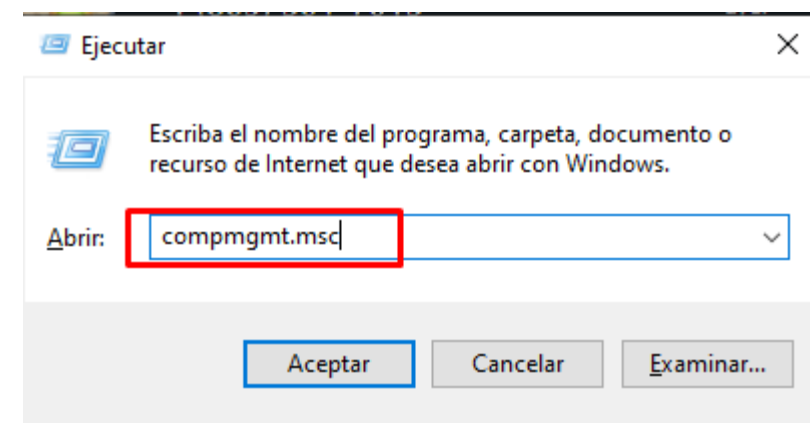 Ejecutar
Escriba el nombre del programa, carpeta, documento o
recurso de Internet que desea abrir con Windows.
Abrir: compmgmt.msc
Aceptar Cancelar Examinar...